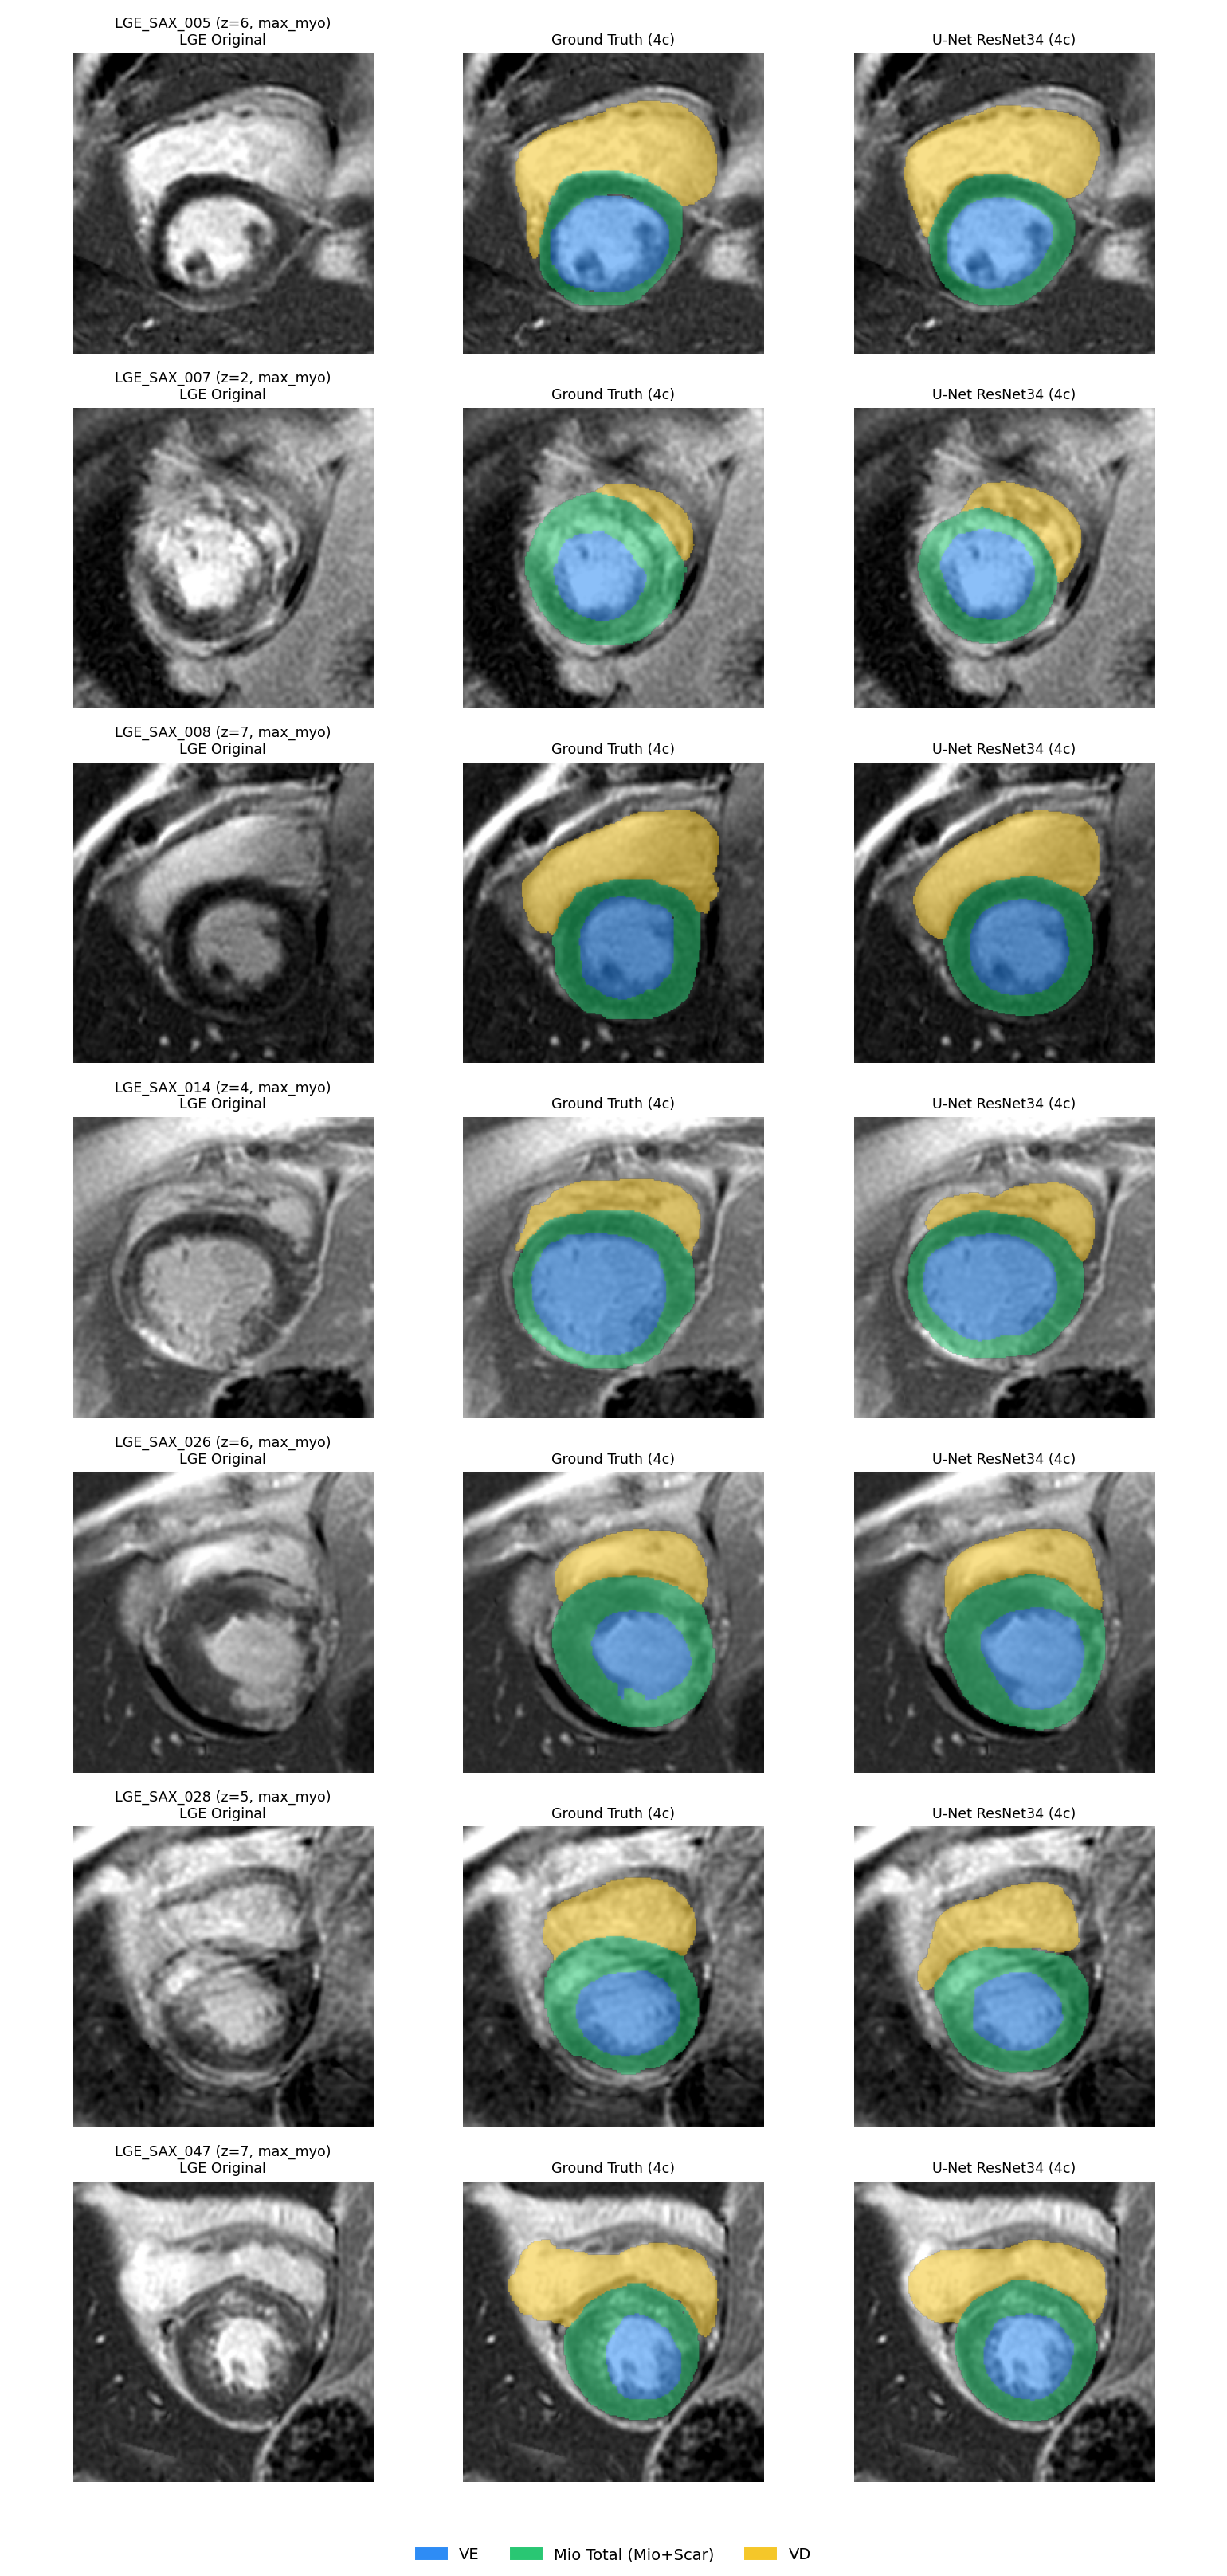 LGE_SAX_005 (z=6, max_myo)
LGE Original
Ground Truth (4c)
U-Net ResNet34 (4c)
LGE_SAX_007 (z=2, max_myo)
LGE Original
Ground Truth (4c)
U-Net ResNet34 (4c)
LGE_SAX_008 (z=7, max_myo)
LGE Original
Ground Truth (4c)
U-Net ResNet34 (4c)
LGE_SAX_014 (z=4, max_myo)
LGE Original
Ground Truth (4c)
U-Net ResNet34 (4c)
LGE_SAX_026 (z=6, max_myo)
LGE Original
Ground Truth (4c)
U-Net ResNet34 (4c)
LGE_SAX_028 (z=5, max_myo)
LGE Original
Ground Truth (4c)
U-Net ResNet34 (4c)
LGE_SAX_047 (z=7, max_myo)
LGE Original
Ground Truth (4c)
U-Net ResNet34 (4c)
VE
Mio Total (Mio+Scar)
VD